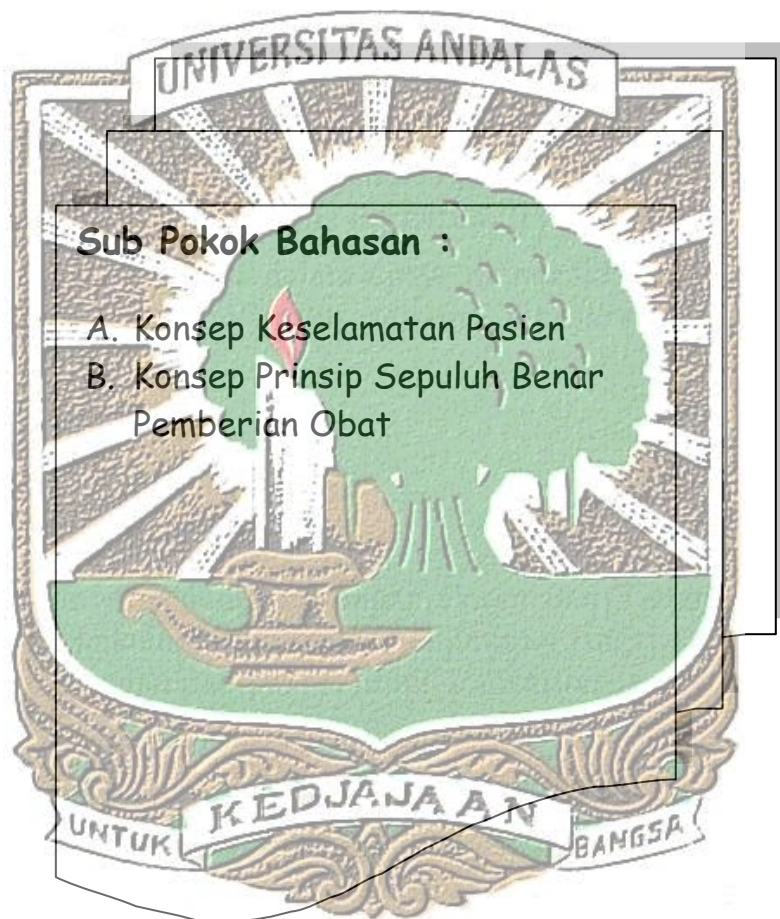 UNIVERSITAS ANDALAS
Sub Pokok Bahasan :
A. Konsep Keselamatan Pasien
B. Konsep Prinsip Sepuluh Benar
Pemberian Obat
UNTUK KEDJAJAAN BANGSA